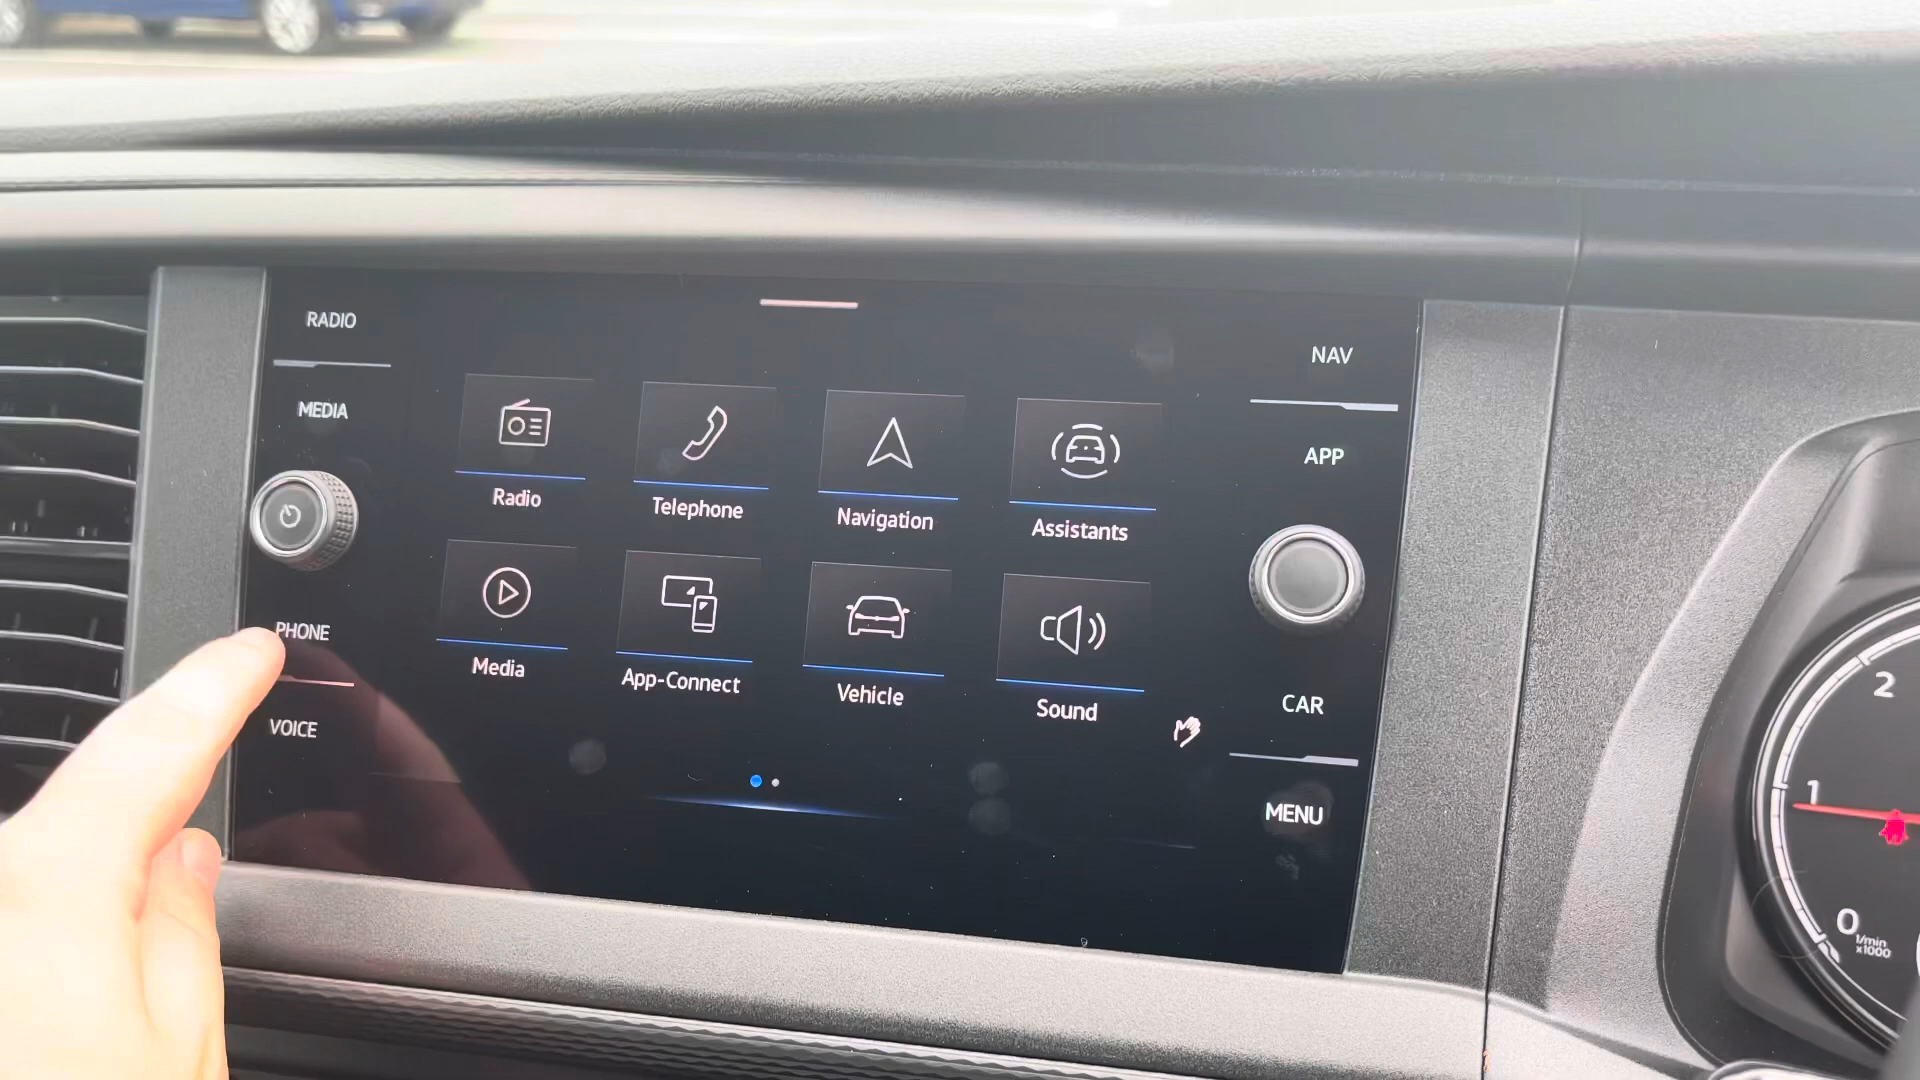 RADIO
MEDIA
PHONE
VOICE
Radio
Telephone
Navigation
Assistants
Media
App-Connect
Vehicle
Sound
NAV
APP
CAR
MENU
2
1
0
1/min
x1000